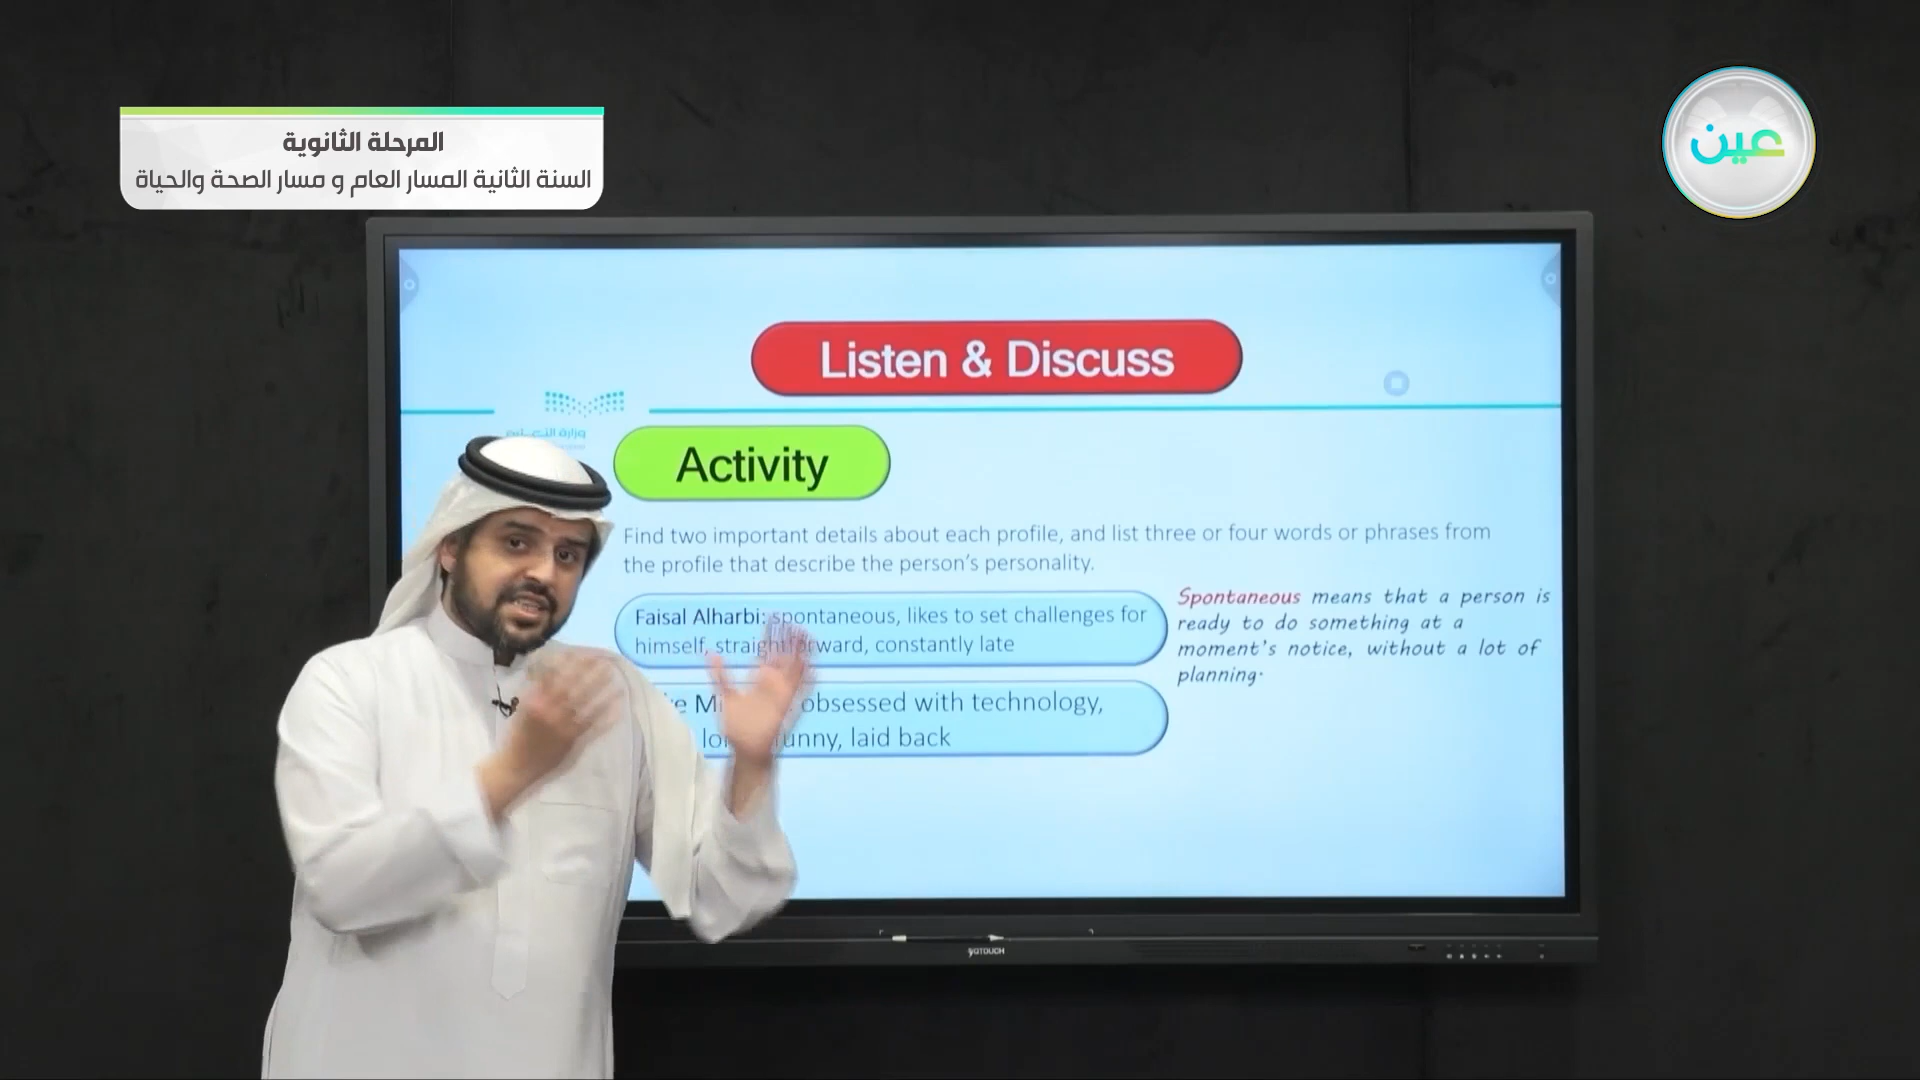 المرحلة الثانوية
السنة الثانية المسار العام و مسار الصحة والحياة
عين
Listen & Discuss
وزارة
Activity
Find two important details about each profile, and list three or four words or phrases from
the profile that describe the person's personality.
Faisal Alharbi: spontaneous, likes to set challenges for
himself, straightforward, constantly late
obsessed with technology,
funny, laid back
Spontaneous means that a person is
ready to do something at a
moment's notice, without a lot of
planning.
YQTOUCH